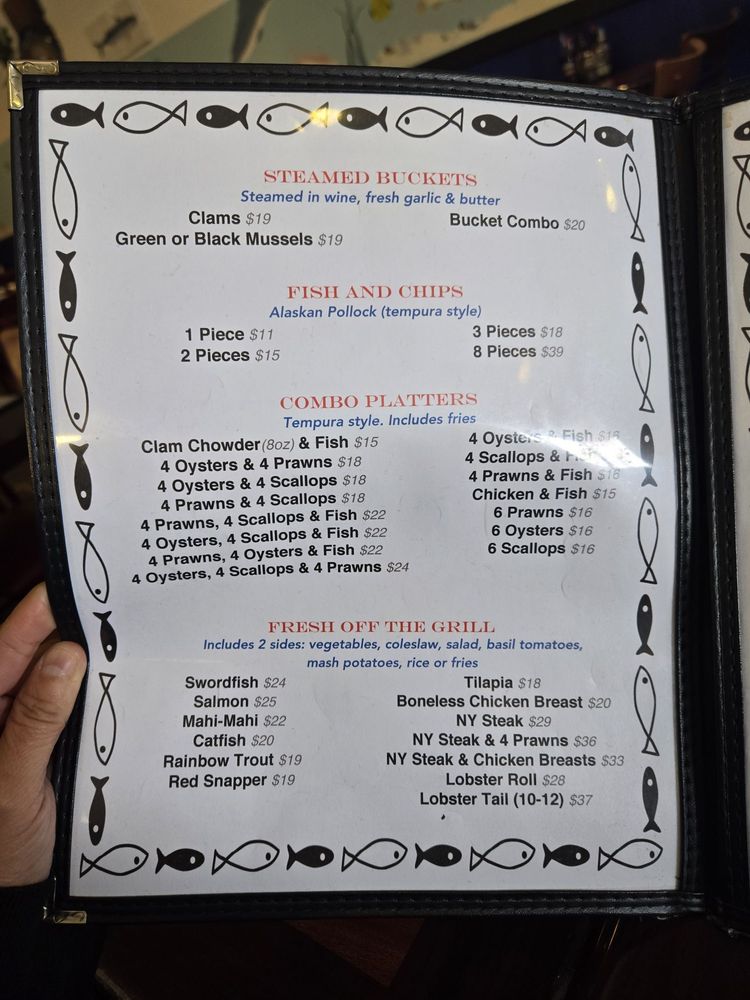 STEAMED BUCKETS
Steamed in wine, fresh garlic & butter
Clams $19
Green or Black Mussels $19
Bucket Combo $20
FISH AND CHIPS
Alaskan Pollock (tempura style)
1 Piece $11
2 Pieces $15
3 Pieces $18
8 Pieces $39
COMBO PLATTERS
Tempura style. Includes fries
Clam Chowder (8oz) & Fish $15
4 Oysters & 4 Prawns $18
4 Oysters & 4 Scallops $18
4 Prawns & 4 Scallops $18
4 Prawns, 4 Scallops & Fish $22
4 Oysters, 4 Scallops & Fish $22
4 Prawns, 4 Oysters & Fish $22
4 Oysters, 4 Scallops & 4 Prawns $24
4 Oysters & Fish $16
4 Scallops & Fish
4 Prawns & Fish $16
Chicken & Fish $15
6 Prawns $16
6 Oysters $16
6 Scallops $16
FRESH OFF THE GRILL
Includes 2 sides: vegetables, coleslaw, salad, basil tomatoes,
mash potatoes, rice or fries
Swordfish $24
Salmon $25
Mahi-Mahi $22
Catfish $20
Rainbow Trout $19
Red Snapper $19
Tilapia $18
Boneless Chicken Breast $20
NY Steak $29
NY Steak & 4 Prawns $36
NY Steak & Chicken Breasts $33
Lobster Roll $28
Lobster Tail (10-12) $37